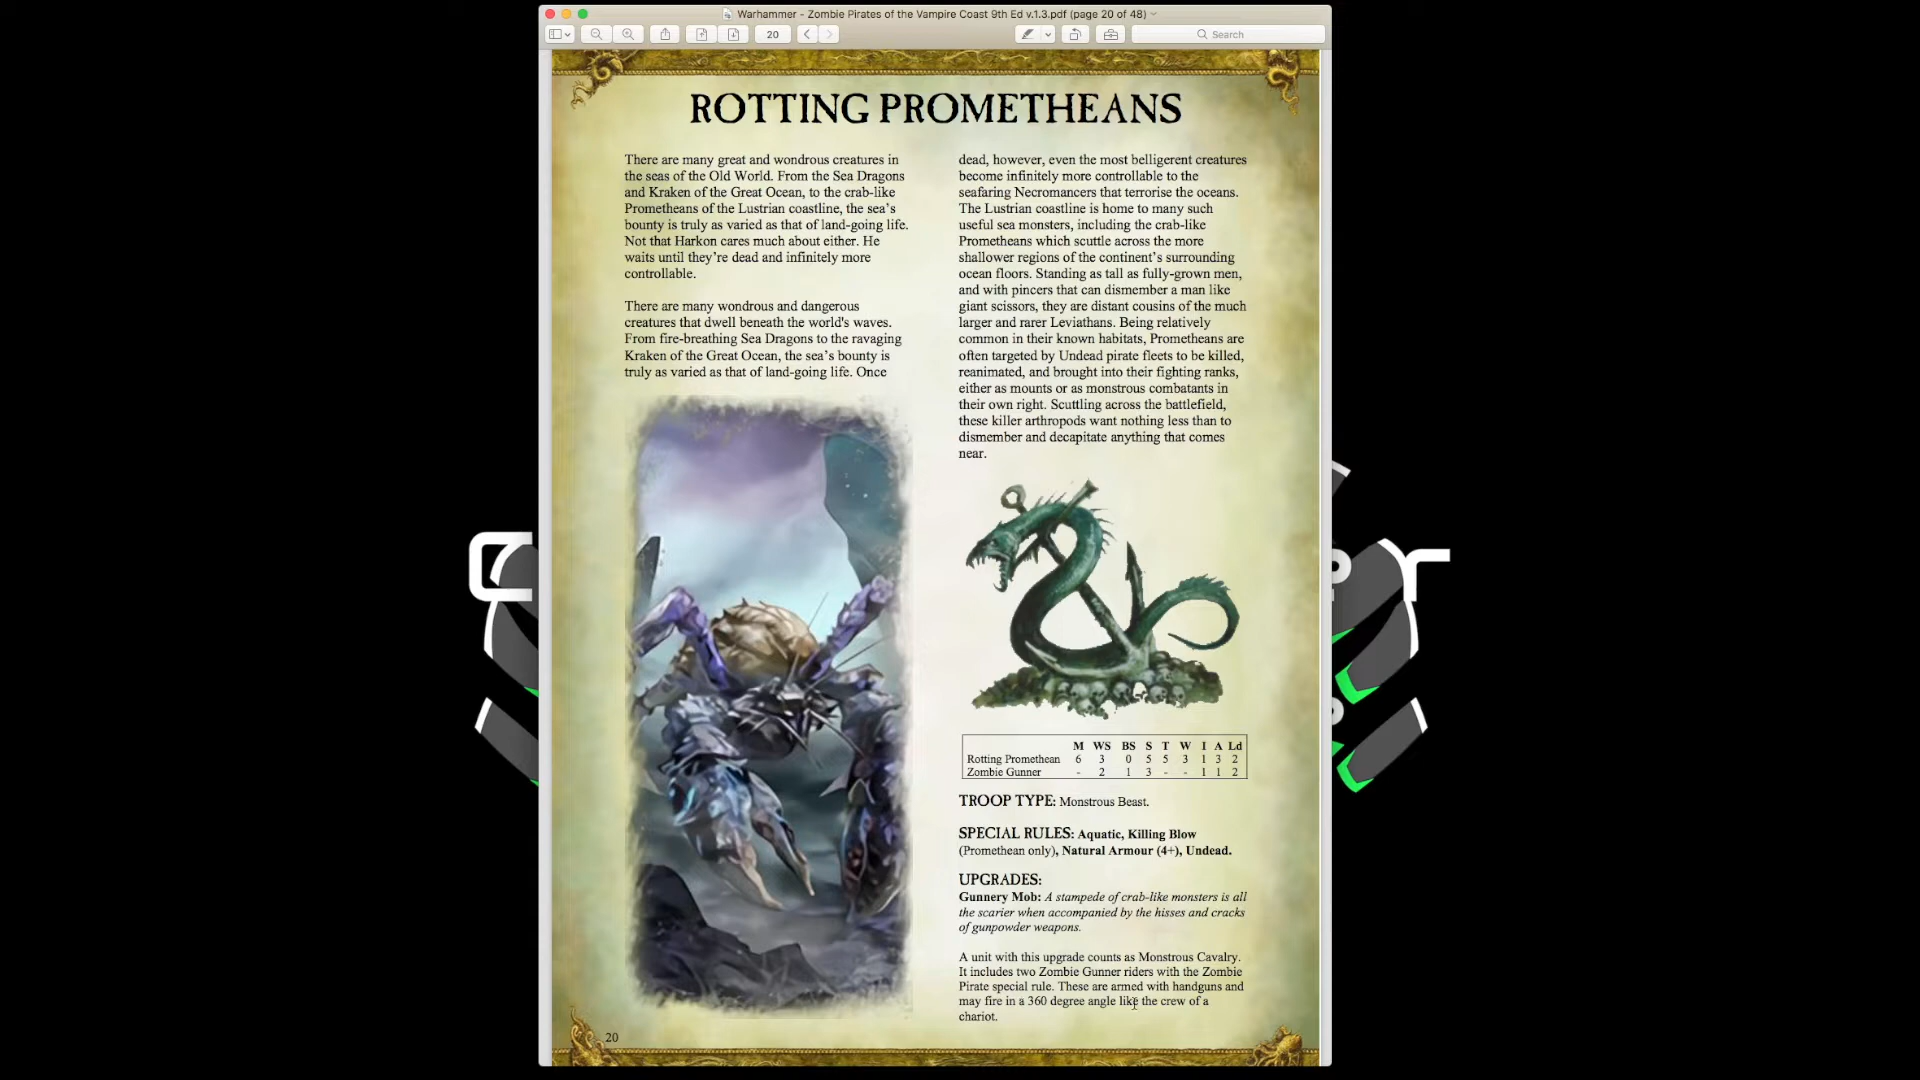 Warhammer - Zombie Pirates of the Vampire Coast 9th Ed v.1.3.pdf (page 20 of 48)
20
Search
ROTTING PROMETHEANS
There are many great and wondrous creatures in
the seas of the Old World. From the Sea Dragons
and Kraken of the Great Ocean, to the crab-like
Prometheans of the Lustrian coastline, the sea's
bounty is truly as varied as that of land-going life.
Not that Harkon cares much about either. He
waits until they're dead and infinitely more
controllable.
There are many wondrous and dangerous
creatures that dwell beneath the world's waves.
From fire-breathing Sea Dragons to the ravaging
Kraken of the Great Ocean, the sea's bounty is
truly as varied as that of land-going life. Once
dead, however, even the most belligerent creatures
become infinitely more controllable to the
seafaring Necromancers that terrorise the oceans.
The Lustrian coastline is home to many such
useful sea monsters, including the crab-like
Prometheans which scuttle across the more
shallower regions of the continent's surrounding
ocean floors. Standing as tall as fully-grown men,
and with pincers that can dismember a man like
giant scissors, they are distant cousins of the much
larger and rarer Leviathans. Being relatively
common in their known habitats, Prometheans are
often targeted by Undead pirate fleets to be killed,
reanimated, and brought into their fighting ranks,
either as mounts or as monstrous combatants in
their own right. Scuttling across the battlefield,
these killer arthropods want nothing less than to
dismember and decapitate anything that comes
near.
M WS BS S T W I A Ld
Rotting Promethean 6 3 0 5 5 3 1 3 2
Zombie Gunner - 2 1 3 - - 1 1 2
TROOP TYPE: Monstrous Beast.
SPECIAL RULES: Aquatic, Killing Blow
(Promethean only), Natural Armour (4+), Undead.
UPGRADES:
Gunnery Mob: A stampede of crab-like monsters is all
the scarier when accompanied by the hisses and cracks
of gunpowder weapons.
A unit with this upgrade counts as Monstrous Cavalry.
It includes two Zombie Gunner riders with the Zombie
Pirate special rule. These are armed with handguns and
may fire in a 360 degree angle like the crew of a
chariot.
20